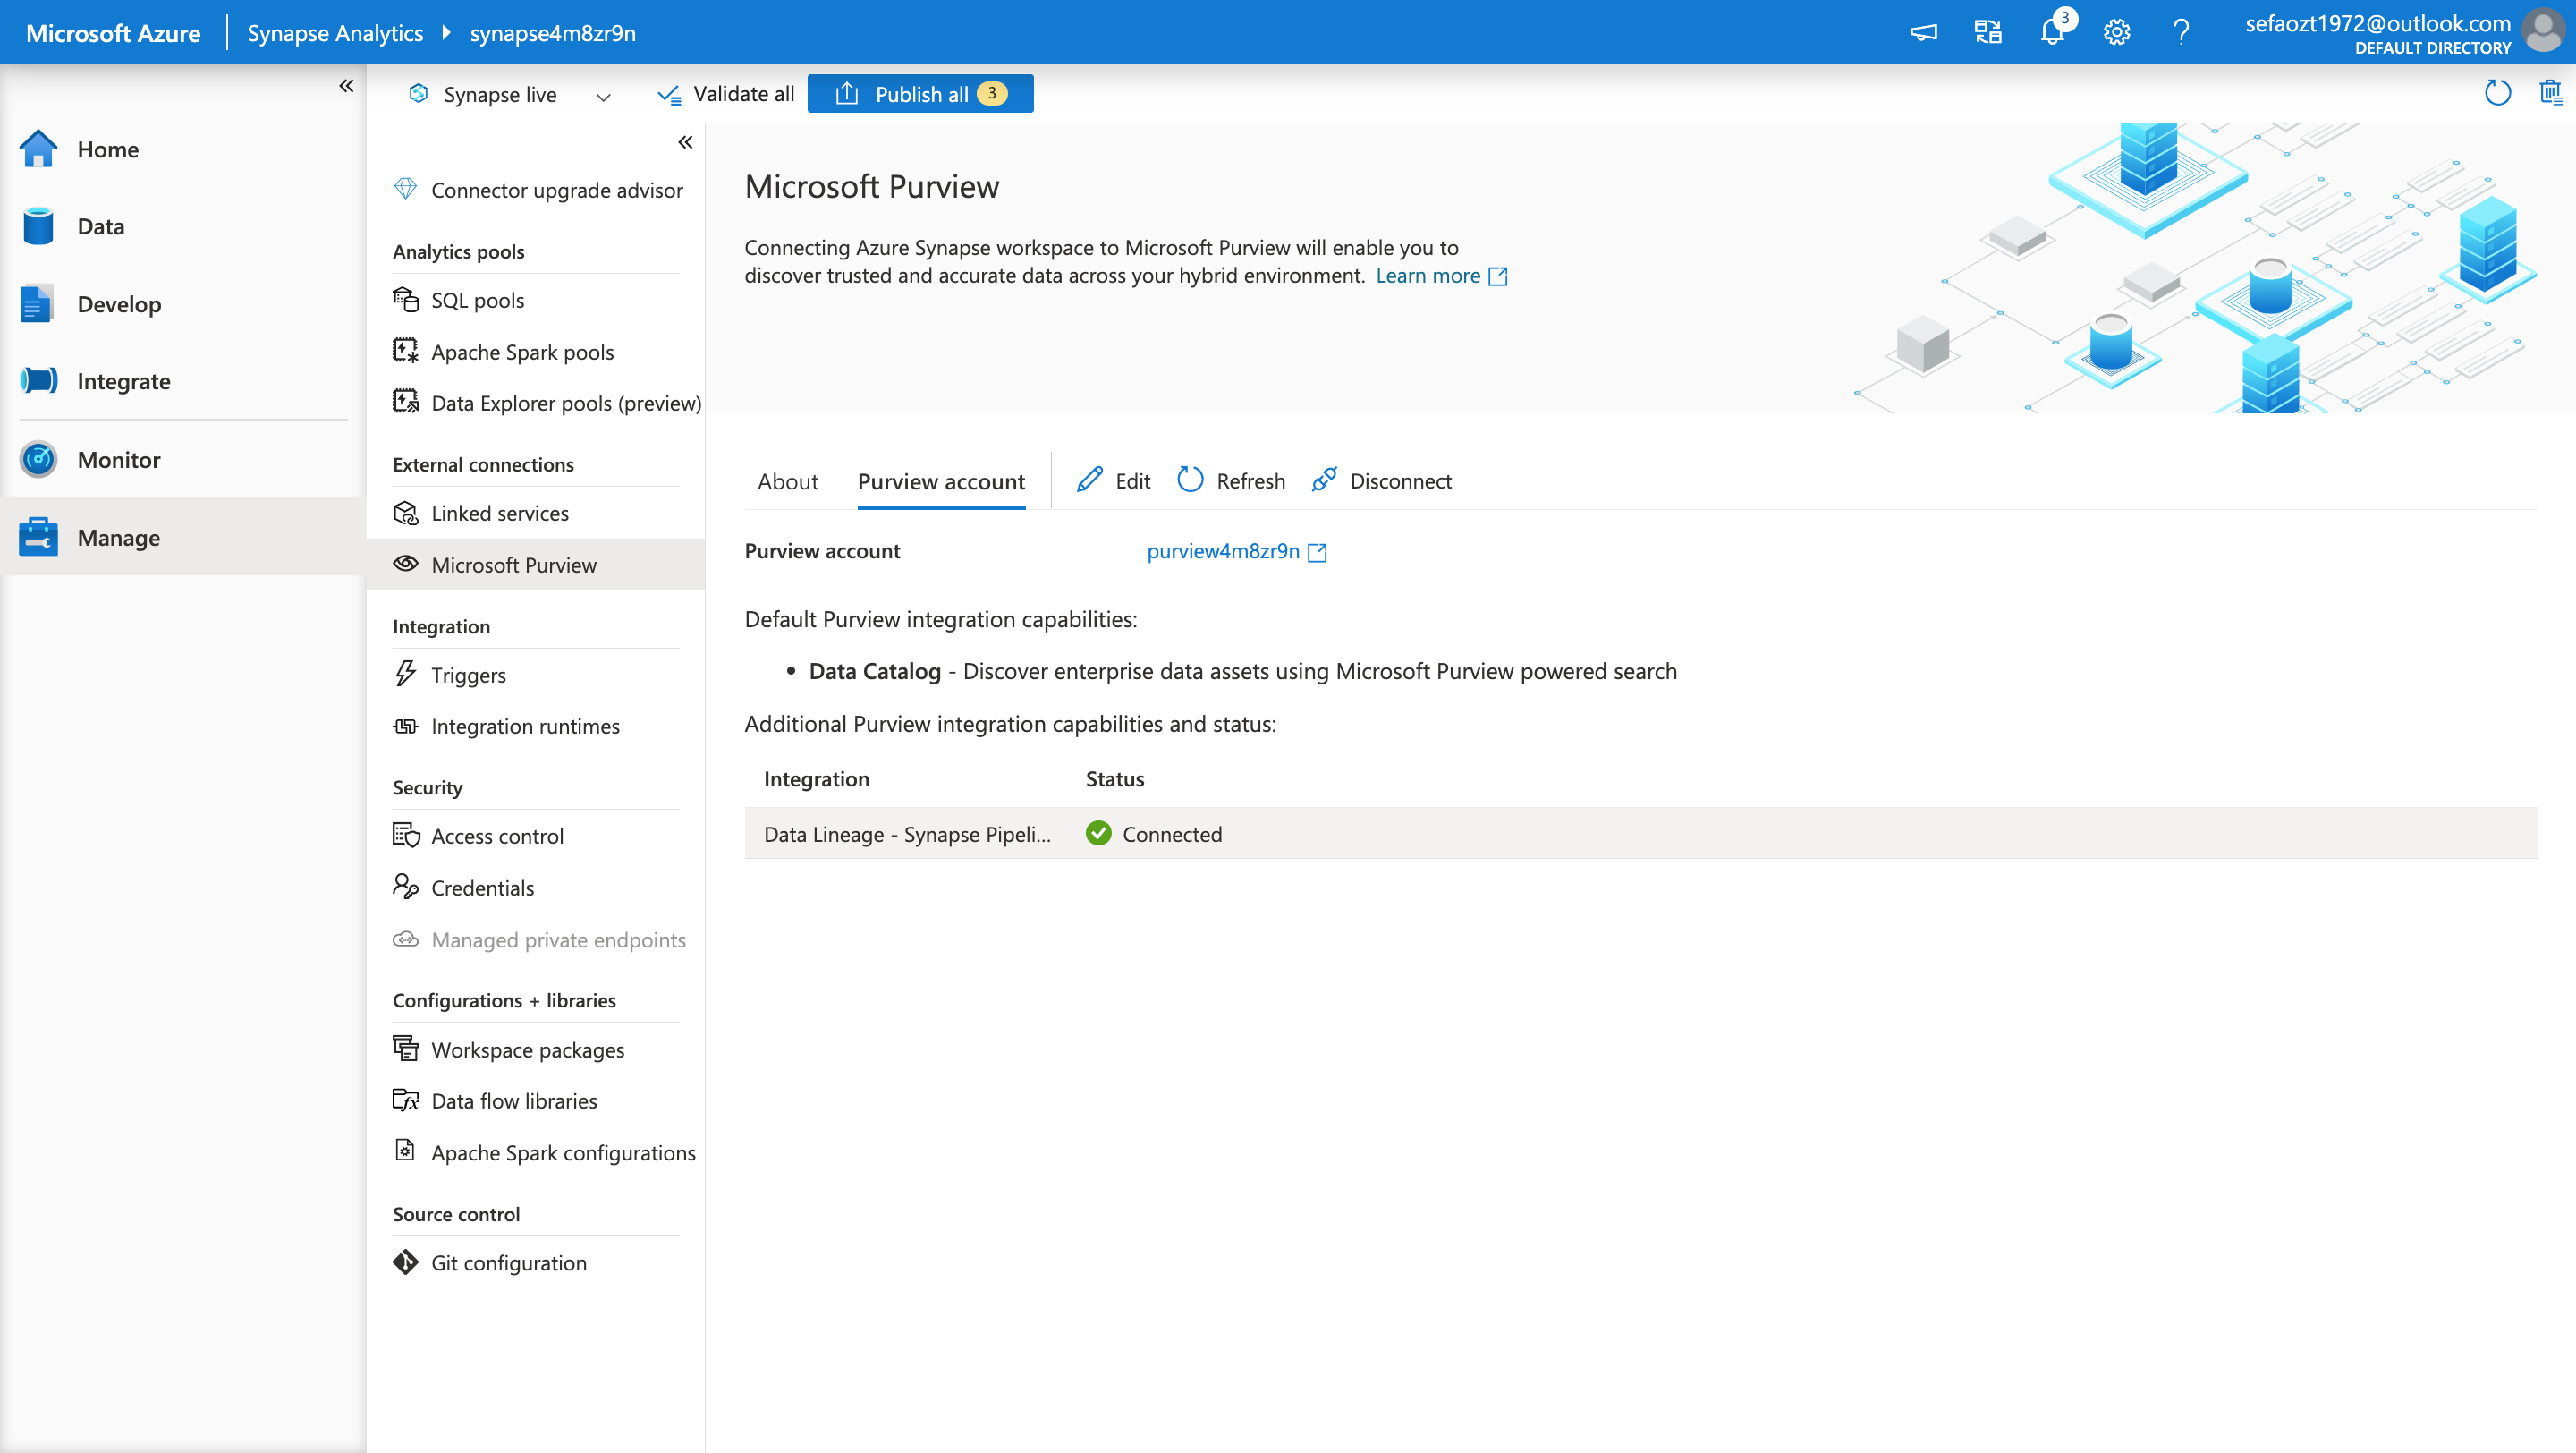 Microsoft Azure
Synapse Analytics
synapse4m8zr9n
3
sefaozt1972@outlook.com
DEFAULT DIRECTORY
Synapse live
Validate all
Publish all 3
Home
Data
Develop
Integrate
Monitor
Manage
Connector upgrade advisor
Analytics pools
SQL pools
Apache Spark pools
Data Explorer pools (preview)
External connections
Linked services
Microsoft Purview
Integration
Triggers
Integration runtimes
Security
Access control
Credentials
Managed private endpoints
Configurations + libraries
Workspace packages
Data flow libraries
Apache Spark configurations
Source control
Git configuration
Microsoft Purview
Connecting Azure Synapse workspace to Microsoft Purview will enable you to
discover trusted and accurate data across your hybrid environment. Learn more
About
Purview account
Edit
Refresh
Disconnect
Purview account
purview4m8zr9n
Default Purview integration capabilities:
• Data Catalog - Discover enterprise data assets using Microsoft Purview powered search
Additional Purview integration capabilities and status:
Integration
Status
Data Lineage - Synapse Pipeli...
Connected